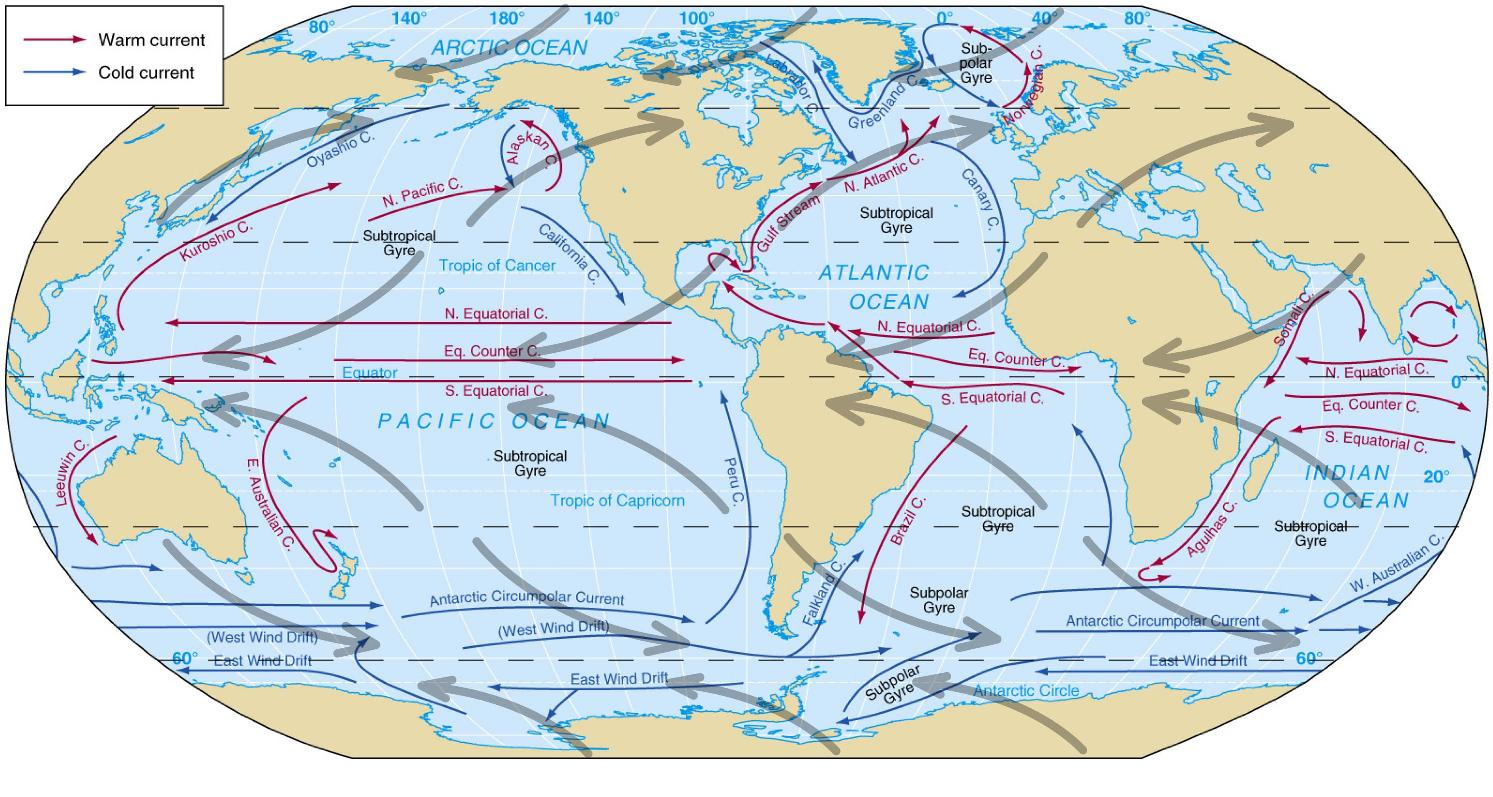 Warm current
Cold current
80°
140°
180°
140°
100°
0°
40°
80°
ARCTIC OCEAN
Sub-
polar
Gyre
Norwegian C.
Labrador C.
Greenland C.
Oyashio C.
Alaskan C.
N. Pacific C.
N. Atlantic C.
Canary C.
Gulf Stream
Subtropical
Gyre
Kuroshio C.
Subtropical
Gyre
California C.
Tropic of Cancer
ATLANTIC
OCEAN
Somali C.
N. Equatorial C.
N. Equatorial C.
Eq. Counter C.
Eq. Counter C.
N. Equatorial C.
Equator
0°
S. Equatorial C.
S. Equatorial C.
Eq. Counter C.
PACIFIC OCEAN
S. Equatorial C.
Leeuwin C.
E. Australian C.
Subtropical
Gyre
Peru C.
INDIAN
OCEAN
20°
Tropic of Capricorn
Brazil C.
Subtropical
Gyre
Agulhas C.
Subtropical
Gyre
W. Australian C.
Falkland C.
Antarctic Circumpolar Current
Subpolar
Gyre
Antarctic Circumpolar Current
(West Wind Drift)
(West Wind Drift)
60°
East Wind Drift
East Wind Drift
60°
East Wind Drift
Subpolar
Gyre
Antarctic Circle